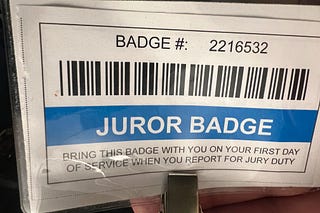 BADGE #: 2216532
JUROR BADGE
BRING THIS BADGE WITH YOU ON YOUR FIRST DAY
OF SERVICE WHEN YOU REPORT FOR JURY DUTY